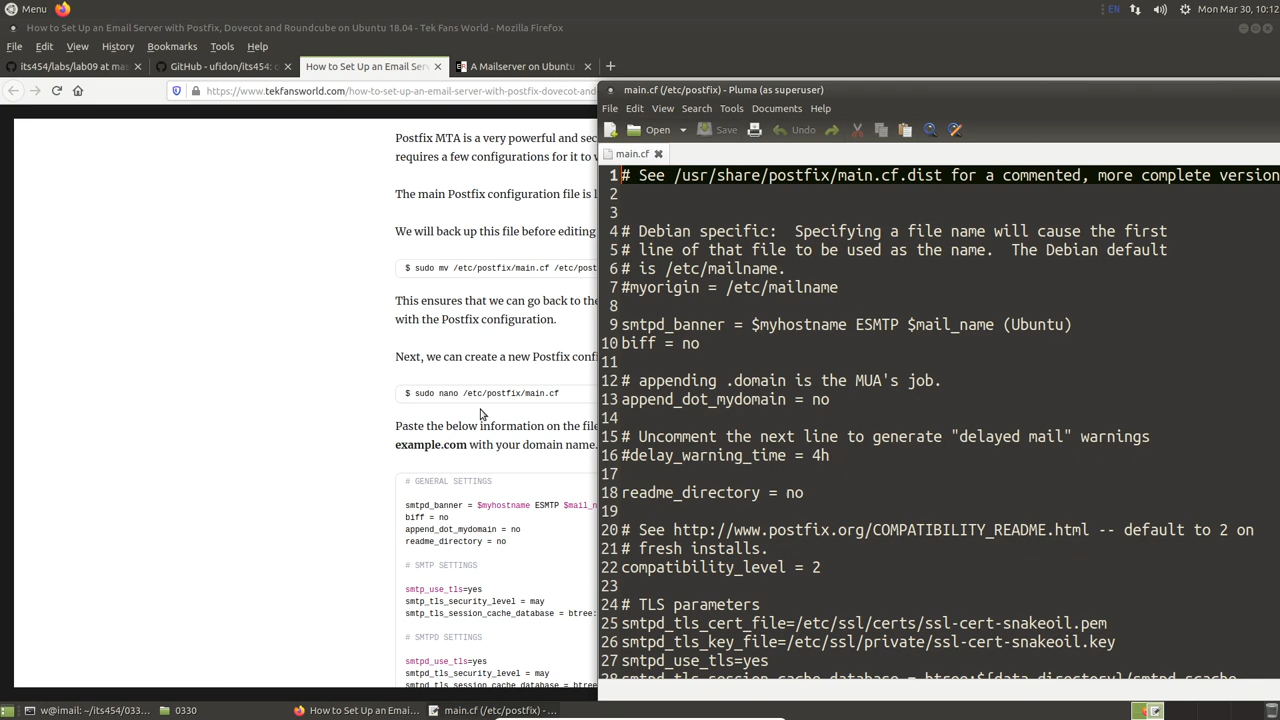 Menu
EN
Mon Mar 30, 10:12
How to Set Up an Email Server with Postfix, Dovecot and Roundcube on Ubuntu 18.04 - Tek Fans World - Mozilla Firefox
File Edit View History Bookmarks Tools Help
its454/labs/lab09 at mas
GitHub - ufidon/its454: c
How to Set Up an Email Serv
A Mailserver on Ubuntu
https://www.tekfansworld.com/how-to-set-up-an-email-server-with-postfix-dovecot-and-
Postfix MTA is a very powerful and sec
requires a few configurations for it to w
The main Postfix configuration file is l
We will back up this file before editing
$ sudo mv /etc/postfix/main.cf /etc/post
This ensures that we can go back to the
with the Postfix configuration.
Next, we can create a new Postfix confi
$ sudo nano /etc/postfix/main.cf
Paste the below information on the file
example.com with your domain name.
# GENERAL SETTINGS
smtpd_banner = $myhostname ESMTP $mail_n
biff = no
append_dot_mydomain = no
readme_directory = no
# SMTP SETTINGS
smtp_use_tls=yes
smtp_tls_security_level = may
smtp_tls_session_cache_database = btree:
# SMTPD SETTINGS
smtpd_use_tls=yes
smtpd_tls_security_level = may
smtpd_tls_session_cache_database = btree
main.cf (/etc/postfix) - Pluma (as superuser)
File Edit View Search Tools Documents Help
Open Save Undo
main.cf
1 # See /usr/share/postfix/main.cf.dist for a commented, more complete version
2
3
4 # Debian specific:  Specifying a file name will cause the first
5 # line of that file to be used as the name.  The Debian default
6 # is /etc/mailname.
7 #myorigin = /etc/mailname
8
9 smtpd_banner = $myhostname ESMTP $mail_name (Ubuntu)
10 biff = no
11
12 # appending .domain is the MUA's job.
13 append_dot_mydomain = no
14
15 # Uncomment the next line to generate "delayed mail" warnings
16 #delay_warning_time = 4h
17
18 readme_directory = no
19
20 # See http://www.postfix.org/COMPATIBILITY_README.html -- default to 2 on
21 # fresh installs.
22 compatibility_level = 2
23
24 # TLS parameters
25 smtpd_tls_cert_file=/etc/ssl/certs/ssl-cert-snakeoil.pem
26 smtpd_tls_key_file=/etc/ssl/private/ssl-cert-snakeoil.key
27 smtpd_use_tls=yes
28 smtpd_tls_session_cache_database = btree:${data_directory}/smtpd_scache
w@imail: ~/its454/033...
0330
How to Set Up an Emai...
main.cf (/etc/postfix) - ...